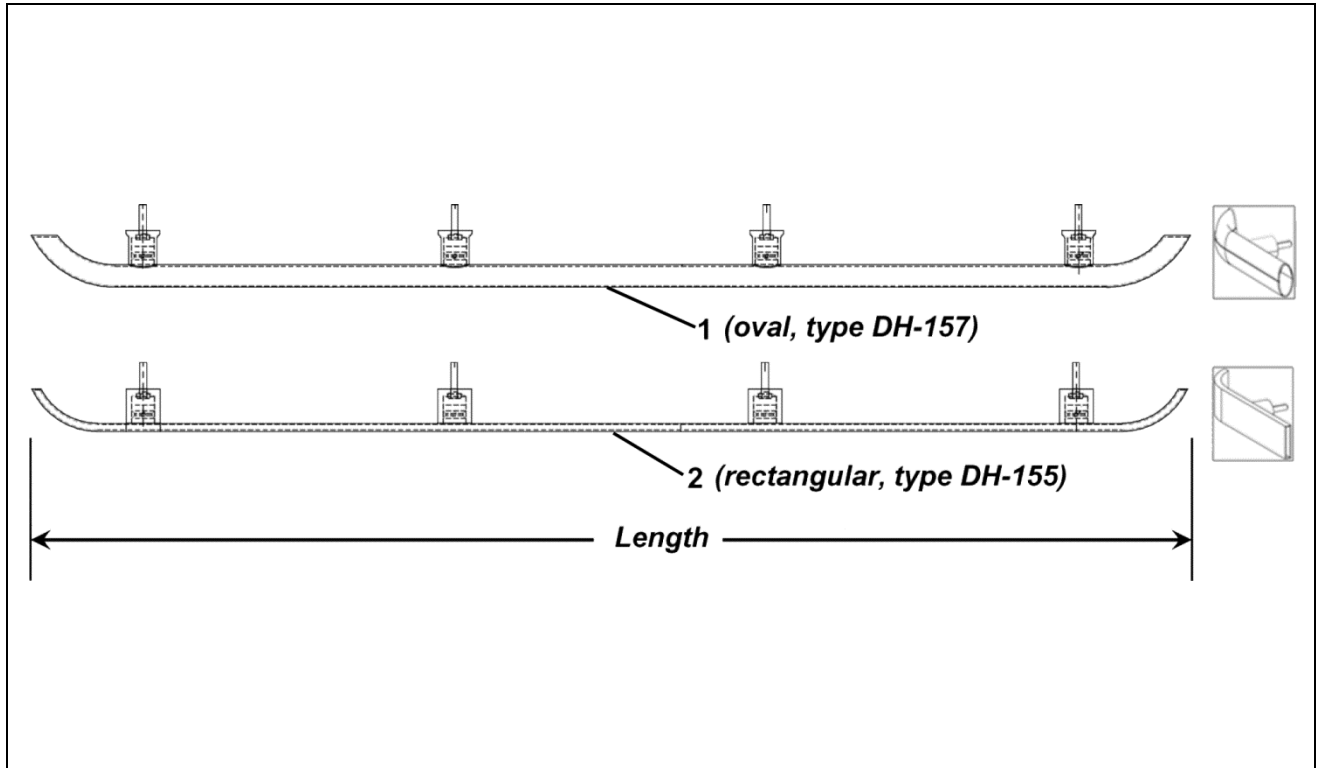 1 (oval, type DH-157)
2 (rectangular, type DH-155)
Length